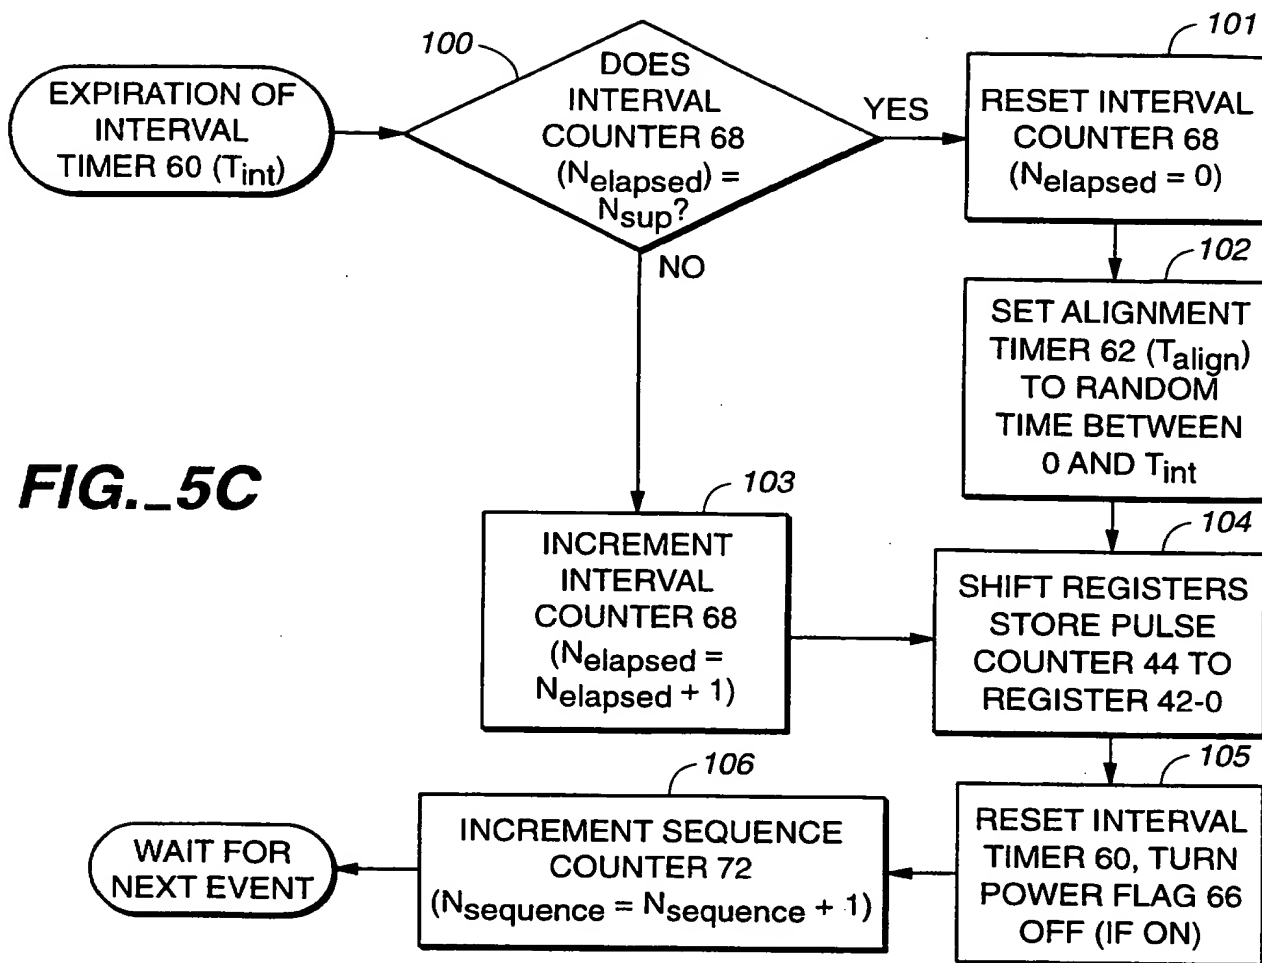 EXPIRATION OF
INTERVAL
TIMER 60 (Tint)
100
DOES
INTERVAL
COUNTER 68
(Nelapsed) =
Nsup?
YES
NO
101
RESET INTERVAL
COUNTER 68
(Nelapsed = 0)
102
SET ALIGNMENT
TIMER 62 (Talign)
TO RANDOM
TIME BETWEEN
0 AND Tint
FIG._5C
103
INCREMENT
INTERVAL
COUNTER 68
(Nelapsed =
Nelapsed + 1)
104
SHIFT REGISTERS
STORE PULSE
COUNTER 44 TO
REGISTER 42-0
105
RESET INTERVAL
TIMER 60, TURN
POWER FLAG 66
OFF (IF ON)
106
INCREMENT SEQUENCE
COUNTER 72
(Nsequence = Nsequence + 1)
WAIT FOR
NEXT EVENT